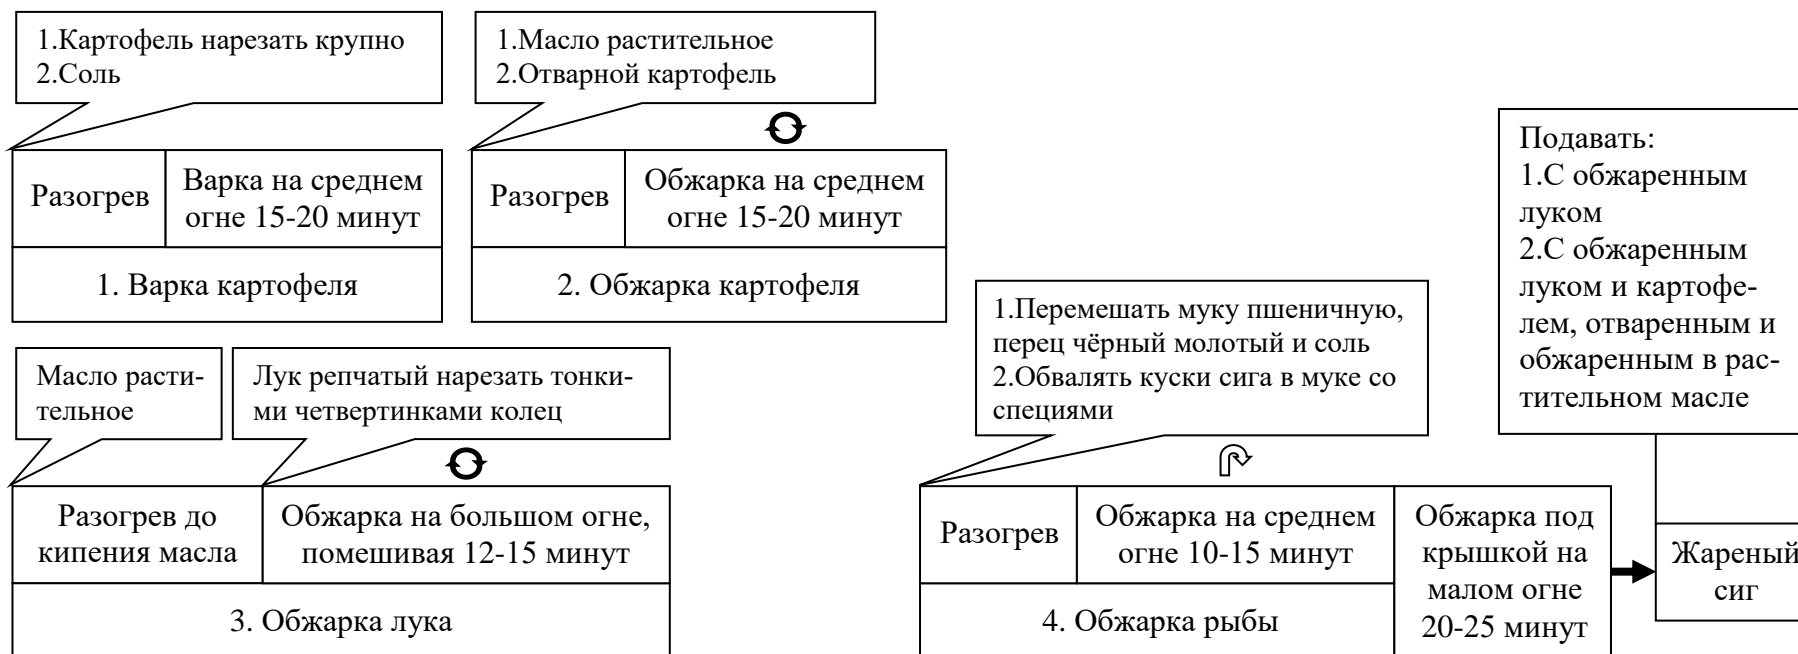 1.Картофель нарезать крупно
2.Соль
Разогрев
Варка на среднем
огне 15-20 минут
1. Варка картофеля
1.Масло растительное
2.Отварной картофель
Разогрев
Обжарка на среднем
огне 15-20 минут
2. Обжарка картофеля
Масло расти-
тельное
Лук репчатый нарезать тонки-
ми четвертинками колец
Разогрев до
кипения масла
Обжарка на большом огне,
помешивая 12-15 минут
3. Обжарка лука
1.Перемешать муку пшеничную,
перец чёрный молотый и соль
2.Обвалять куски сига в муке со
специями
Разогрев
Обжарка на среднем
огне 10-15 минут
4. Обжарка рыбы
Обжарка под
крышкой на
малом огне
20-25 минут
Подавать:
1.С обжаренным
луком
2.С обжаренным
луком и картофе-
лем, отваренным и
обжаренным в рас-
тительном масле
Жареный
сиг